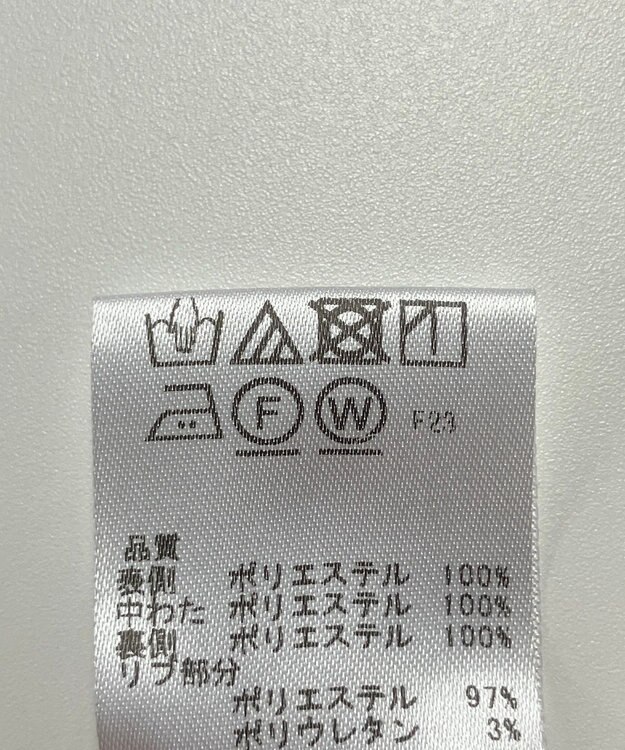 F W F23
品質
表側 ポリエステル 100%
中わた ポリエステル 100%
裏側 ポリエステル 100%
リブ部分
ポリエステル 97%
ポリウレタン 3%